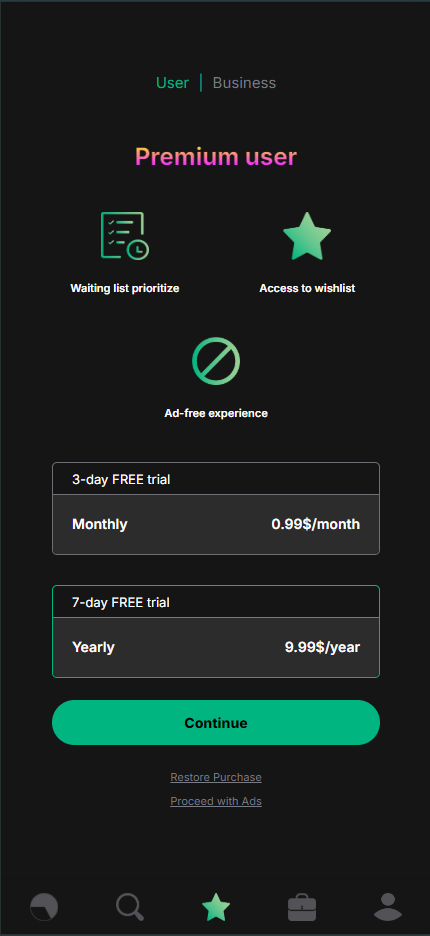 User | Business
Premium user
Waiting list prioritize
Access to wishlist
Ad-free experience
3-day FREE trial
Monthly 0.99$/month
7-day FREE trial
Yearly 9.99$/year
Continue
Restore Purchase
Proceed with Ads